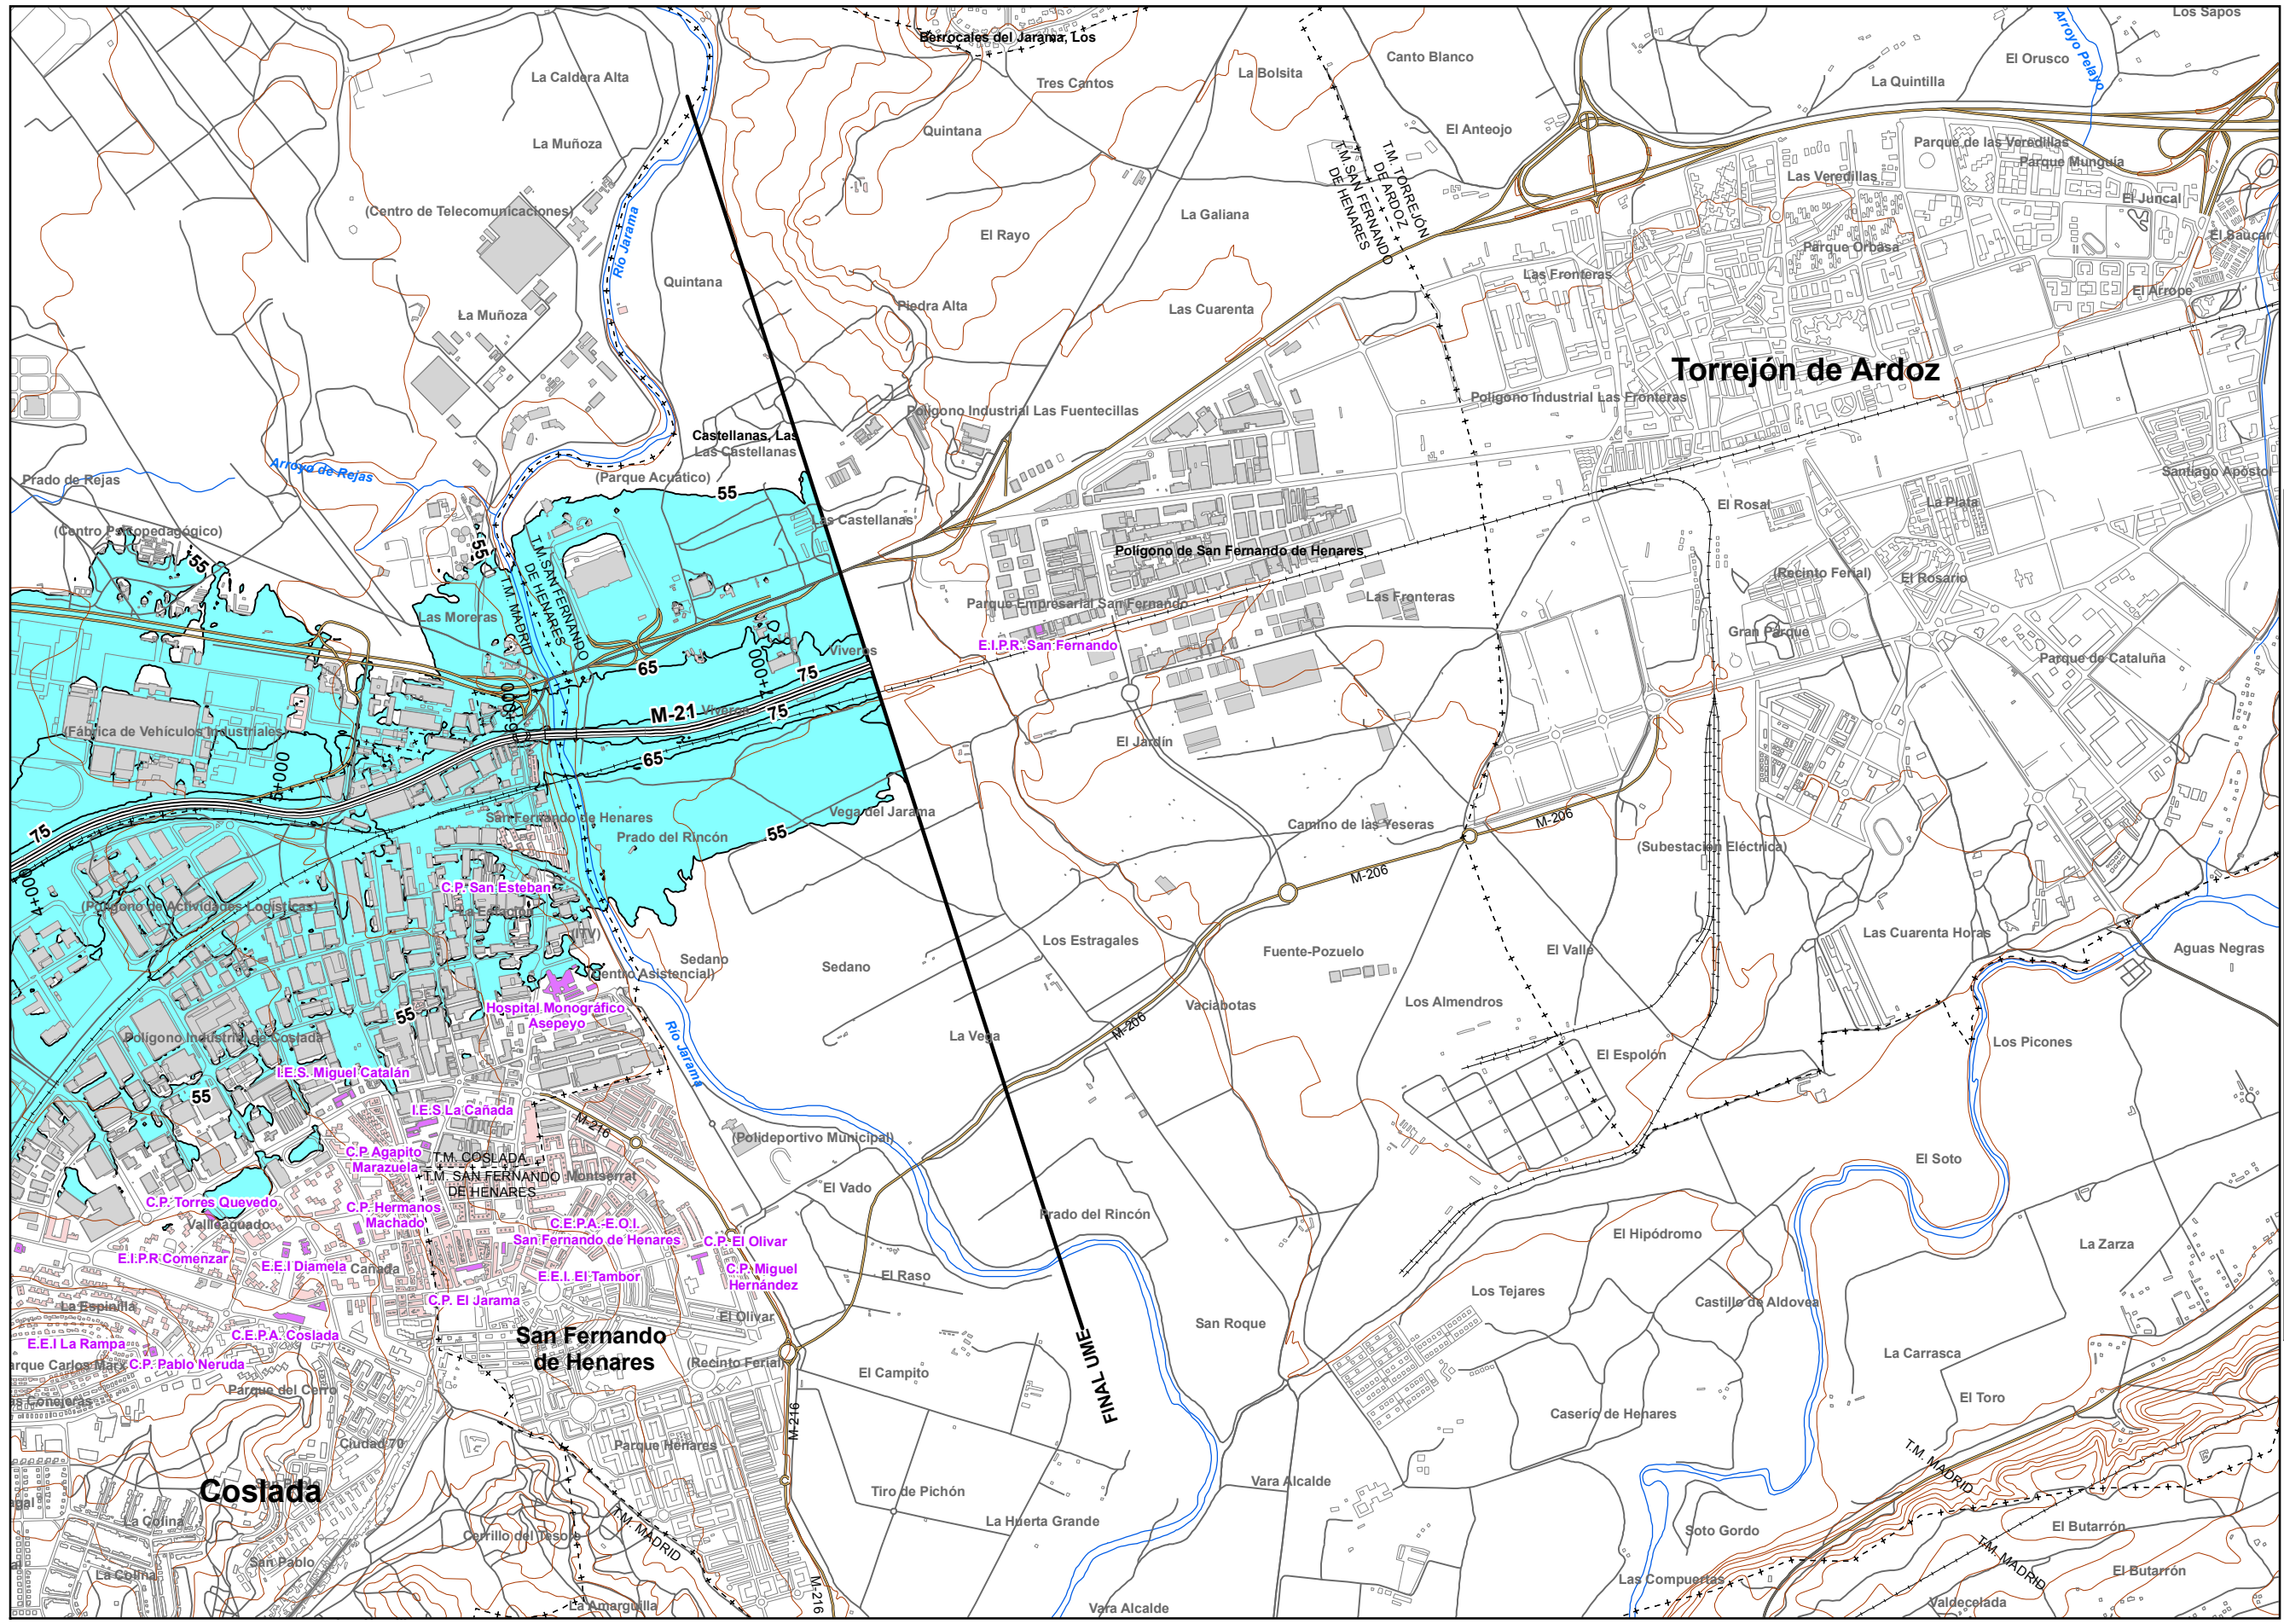 Los Sapos
Berrocales del Jarama, Los
Canto Blanco
El Orusco
Arroyo Pelayo
La Caldera Alta
La Bolsita
Tres Cantos
La Quintilla
Quintana
El Anteojo
La Muñoza
Parque de las Veredillas
Parque Munguía
Las Veredillas
T.M. TORREJÓN
DE ARDOZ
T.M. SAN FERNANDO
DE HENARES
El Juncal
(Centro de Telecomunicaciones)
La Galiana
Río Jarama
El Rayo
El Saucar
Parque Orbasa
Las Fronteras
Quintana
El Arrope
Piedra Alta
Las Cuarenta
La Muñoza
Torrejón de Ardoz
Polígono Industrial Las Fronteras
Polígono Industrial Las Fuentecillas
Castellanas, Las
Las Castellanas
Arroyo de Rejas
Prado de Rejas
(Parque Acuático)
Santiago Apóstol
55
El Rosal
La Plata
Las Castellanas
(Centro Psicopedagógico)
55
55
T.M. SAN FERNANDO
DE HENARES
T.M. MADRID
Polígono de San Fernando de Henares
(Recinto Ferial)
El Rosario
Las Fronteras
Parque Empresarial San Fernando
Las Moreras
Gran Parque
E.I.P.R. San Fernando
Viveros
65
7+000
75
Parque de Cataluña
M-21
Viveros
75
6+000
(Fábrica de Vehículos Industriales)
El Jardín
65
5+000
75
San Fernando de Henares
Vega del Jarama
Prado del Rincón
55
Camino de las Yeseras
M-206
(Subestación Eléctrica)
M-206
4+000
C.P. San Esteban
(Polígono de Actividades Logísticas)
La Estación
(ITV)
Los Estragales
Fuente-Pozuelo
El Valle
Las Cuarenta Horas
Aguas Negras
Sedano
Sedano
(Centro Asistencial)
Hospital Monográfico
Asepeyo
55
Vaciabotas
Los Almendros
M-206
La Vega
Polígono Industrial de Coslada
Río Jarama
El Espolón
Los Picones
I.E.S. Miguel Catalán
55
I.E.S La Cañada
M-216
(Polideportivo Municipal)
C.P. Agapito
Marazuela
T.M. COSLADA
T.M. SAN FERNANDO
DE HENARES
Montserrat
El Soto
El Vado
C.P. Torres Quevedo
Valleaguado
C.P. Hermanos
Machado
C.E.P.A.-E.O.I.
San Fernando de Henares
Prado del Rincón
C.P. El Olivar
El Hipódromo
La Zarza
E.I.P.R Comenzar
E.E.I Diamela
Cañada
E.E.I. El Tambor
C.P. Miguel
Hernández
El Raso
Los Tejares
C.P. El Jarama
Castillo de Aldovea
La Espinilla
El Olivar
San Roque
C.E.P.A. Coslada
E.E.I La Rampa
San Fernando
de Henares
FINAL UME
La Carrasca
C.P. Pablo Neruda
(Recinto Ferial)
El Campito
Parque del Cerro
El Toro
Caserío de Henares
Ciudad 70
Parque Henares
M-216
T.M. MADRID
Coslada
Tiro de Pichón
Vara Alcalde
La Colina
Cerrillo del Tesoro
T.M. MADRID
La Huerta Grande
Soto Gordo
El Butarrón
San Pablo
T.M. MADRID
La Colina
El Butarrón
Las Compuertas
M-216
La Amarguilla
Vara Alcalde
Valdecelada